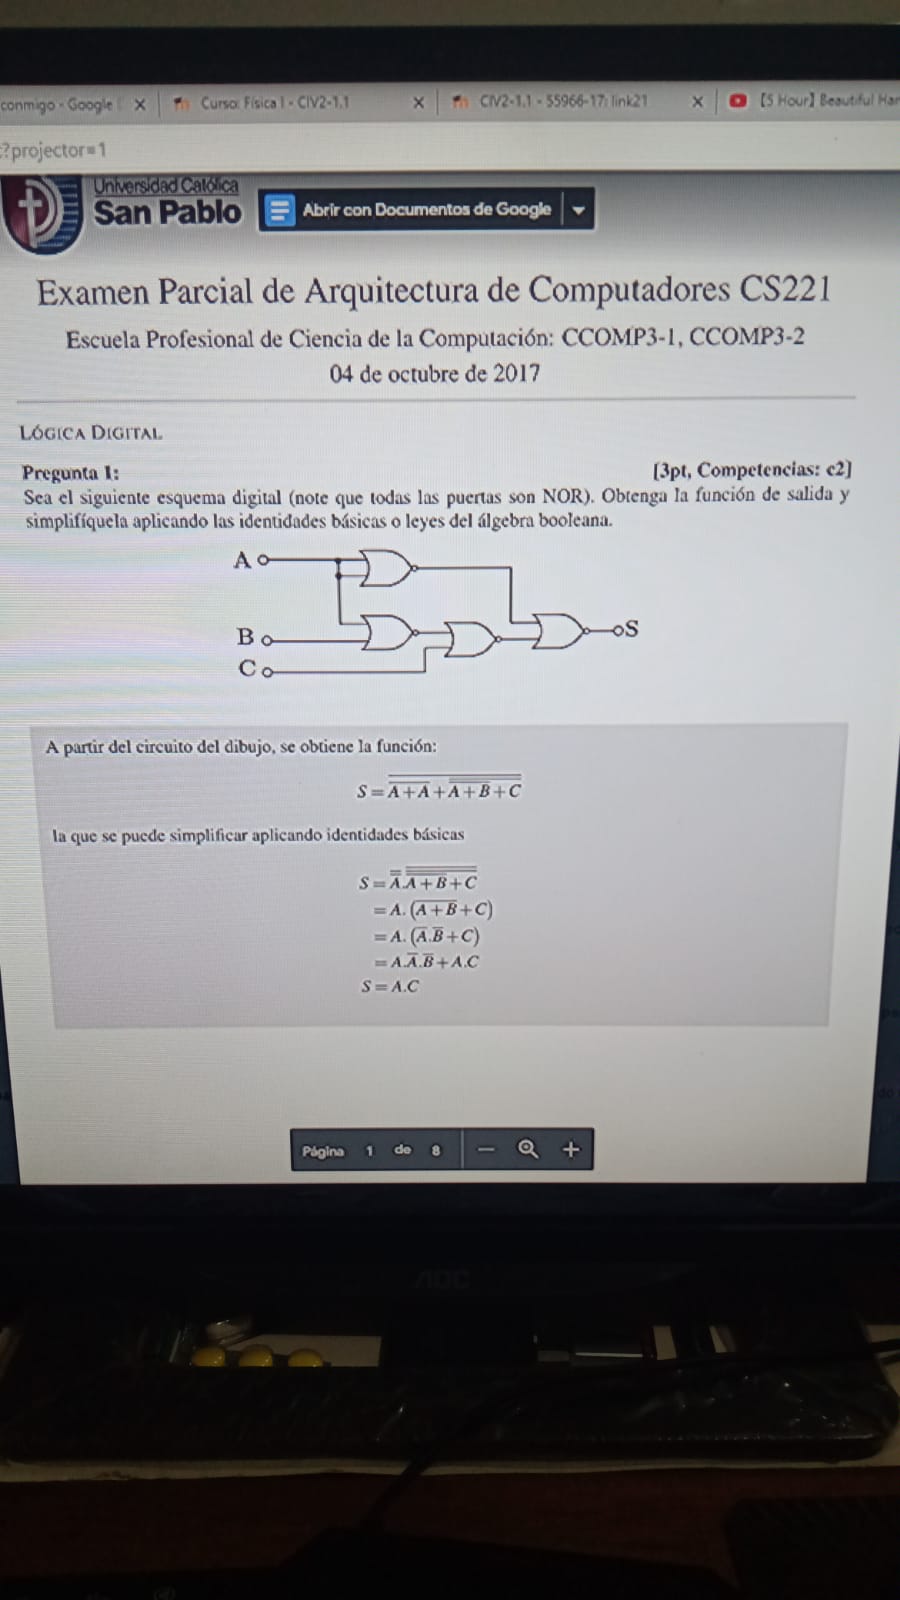 conmigo - Google
Curso: Física I - CIV2-1.1
CIV2-1.1 - 55966-17: link21
[5 Hour] Beautiful Har
?projector=1
Universidad Católica
San Pablo
Abrir con Documentos de Google
Examen Parcial de Arquitectura de Computadores CS221
Escuela Profesional de Ciencia de la Computación: CCOMP3-1, CCOMP3-2
04 de octubre de 2017
LÓGICA DIGITAL
Pregunta 1: [3pt, Competencias: c2]
Sea el siguiente esquema digital (note que todas las puertas son NOR). Obtenga la función de salida y
simplifíquela aplicando las identidades básicas o leyes del álgebra booleana.
A
B
C
S
A partir del circuito del dibujo, se obtiene la función:
S = \overline{\overline{A+A}+\overline{\overline{A+B}+C}}
la que se puede simplificar aplicando identidades básicas
S = \overline{\overline{A}}.\overline{\overline{\overline{A+B}+C}}
= A.(\overline{A+B}+C)
= A.(\overline{A}.\overline{B}+C)
= A.\overline{A}.\overline{B}+A.C
S = A.C
Página 1 de 8
AOC